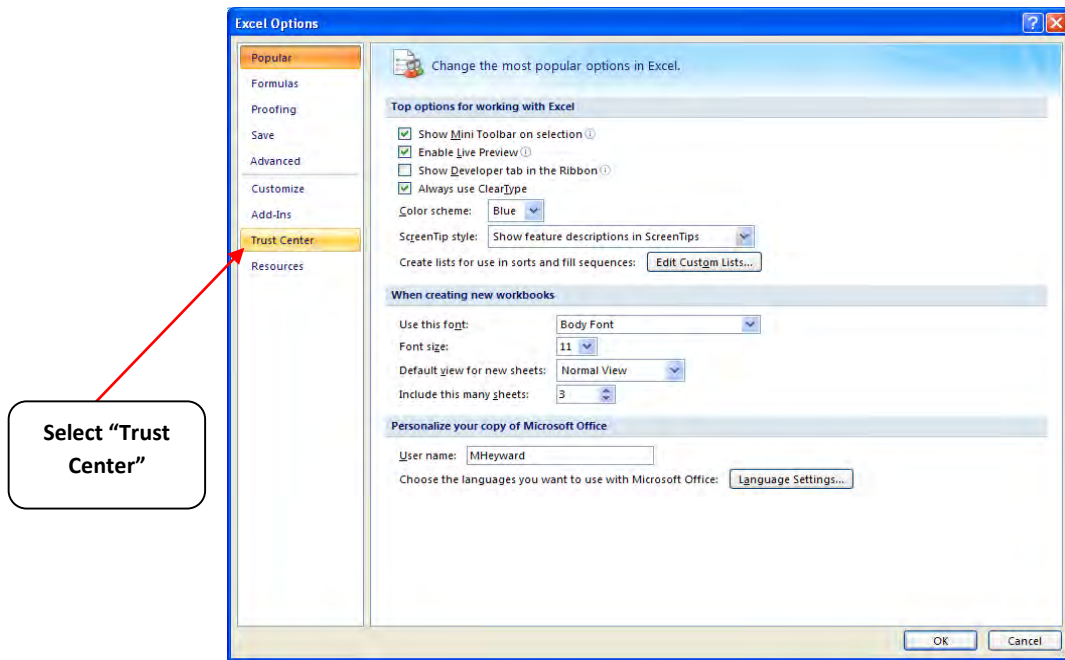 Excel Options
Popular
Formulas
Proofing
Save
Advanced
Customize
Add-Ins
Trust Center
Resources
Change the most popular options in Excel.
Top options for working with Excel
Show Mini Toolbar on selection
Enable Live Preview
Show Developer tab in the Ribbon
Always use ClearType
Color scheme: Blue
ScreenTip style: Show feature descriptions in ScreenTips
Create lists for use in sorts and fill sequences: Edit Custom Lists...
When creating new workbooks
Use this font: Body Font
Font size: 11
Default view for new sheets: Normal View
Include this many sheets: 3
Personalize your copy of Microsoft Office
User name: MHeyward
Choose the languages you want to use with Microsoft Office: Language Settings...
OK Cancel
Select “Trust
Center”